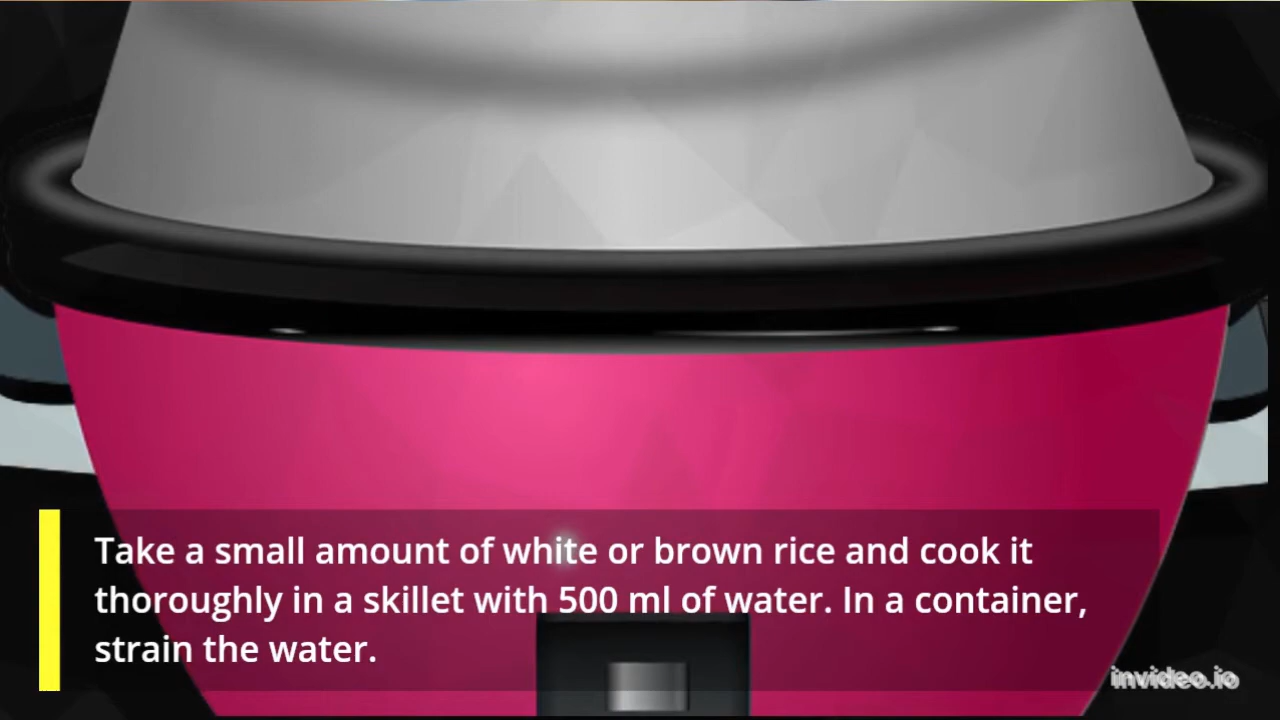 Take a small amount of white or brown rice and cook it
thoroughly in a skillet with 500 ml of water. In a container,
strain the water.
invideo.io